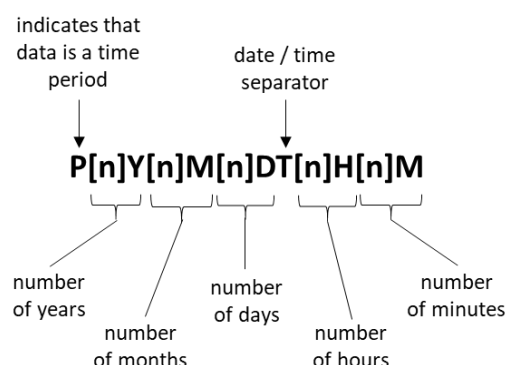 indicates that
data is a time
period
date / time
separator
P[n]Y[n]M[n]DT[n]H[n]M
number
of years
number
of months
number
of days
number
of hours
number
of minutes